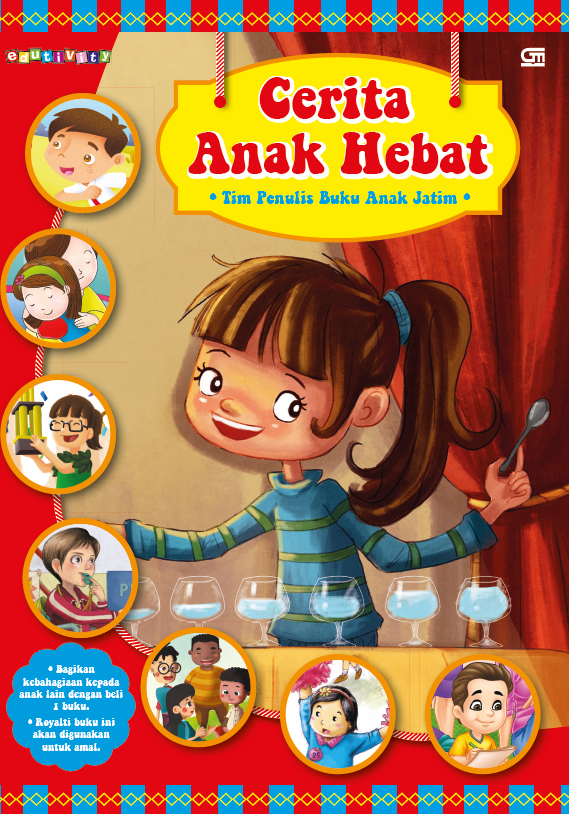 edutivity
GM
Cerita
Anak Hebat
• Tim Penulis Buku Anak Jatim •
P
• Bagikan
kebahagiaan kepada
anak lain dengan beli
1 buku.
• Royalti buku ini
akan digunakan
untuk amal.